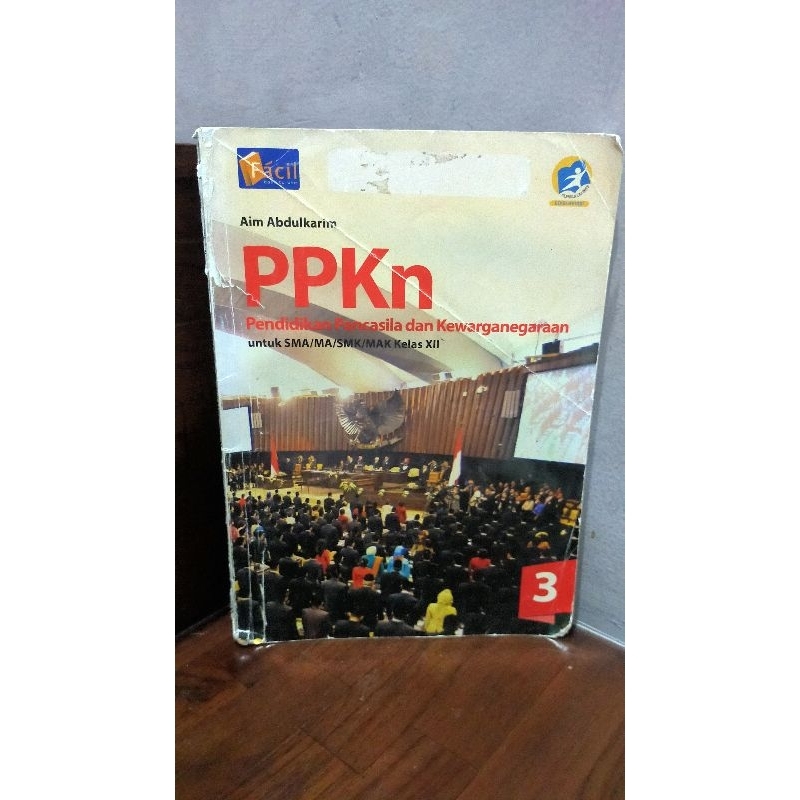 Facil
Aim Abdulkarim
PPKn
Pendidikan Pancasila dan Kewarganegaraan
untuk SMA/MA/SMK/MAK Kelas XII
3